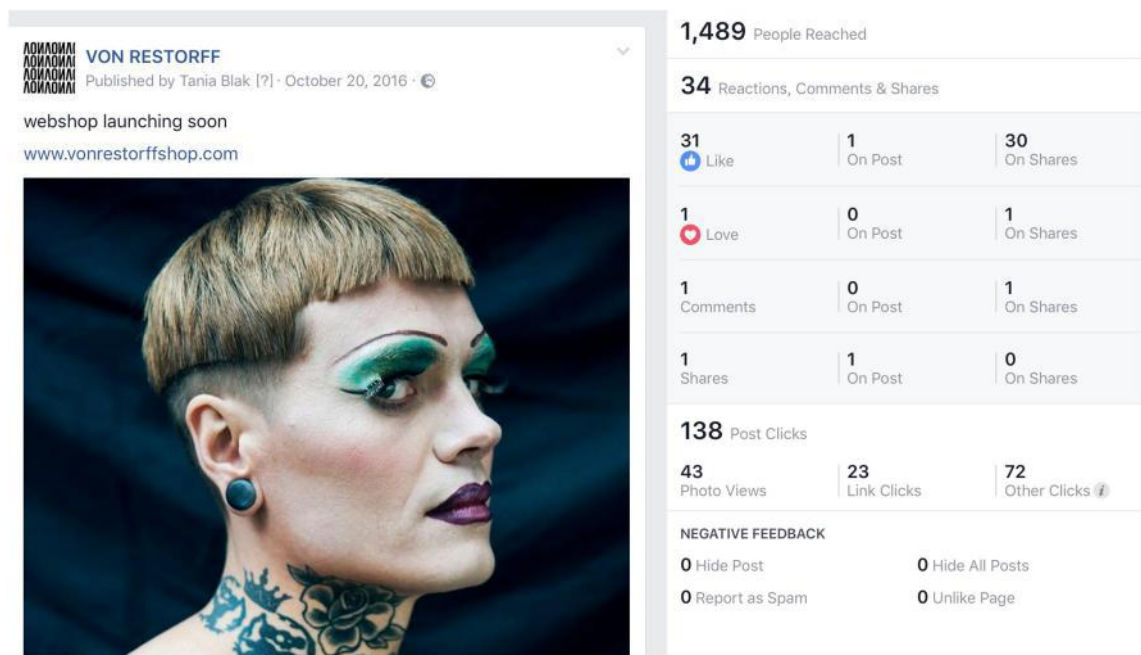 VON RESTORFF
Published by Tania Blak [?] · October 20, 2016 ·
webshop launching soon
www.vonrestorffshop.com
1,489 People Reached
34 Reactions, Comments & Shares
31 Like
1 On Post
30 On Shares
1 Love
0 On Post
1 On Shares
1 Comments
0 On Post
1 On Shares
1 Shares
1 On Post
0 On Shares
138 Post Clicks
43 Photo Views
23 Link Clicks
72 Other Clicks i
NEGATIVE FEEDBACK
0 Hide Post
0 Hide All Posts
0 Report as Spam
0 Unlike Page